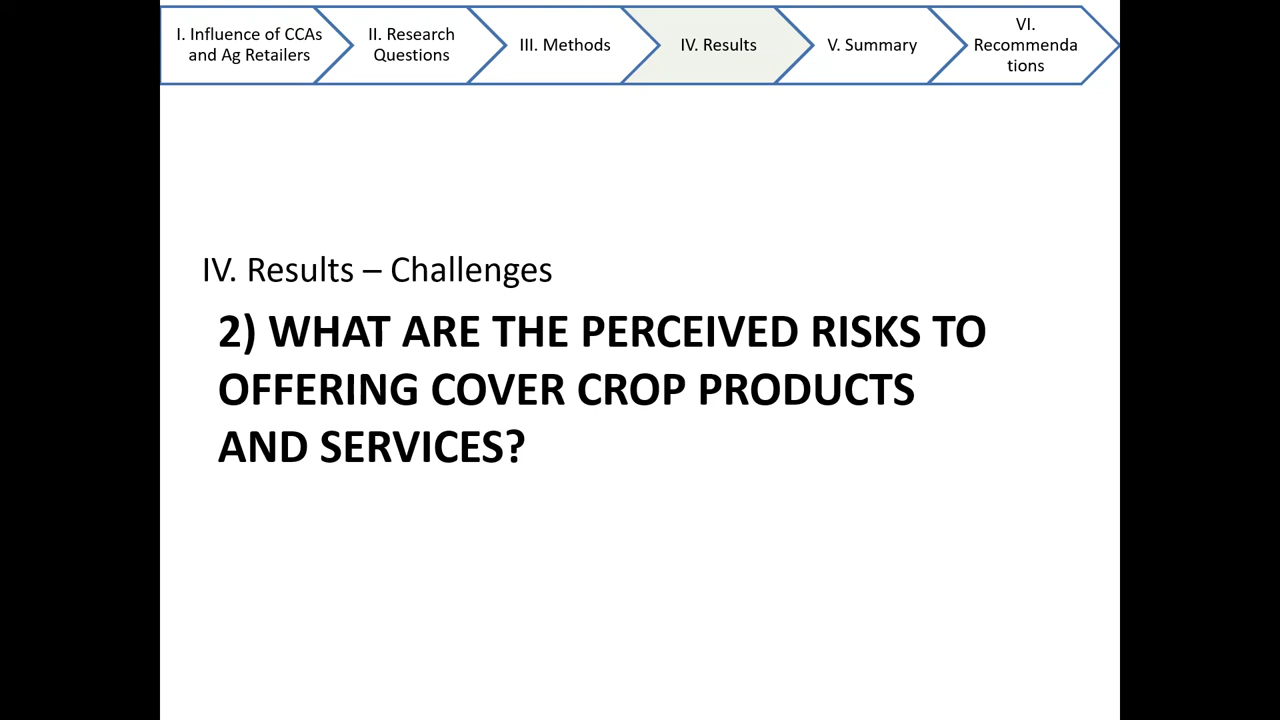 I. Influence of CCAs
and Ag Retailers
II. Research
Questions
III. Methods
IV. Results
V. Summary
VI.
Recommenda
tions
IV. Results – Challenges
2) WHAT ARE THE PERCEIVED RISKS TO
OFFERING COVER CROP PRODUCTS
AND SERVICES?